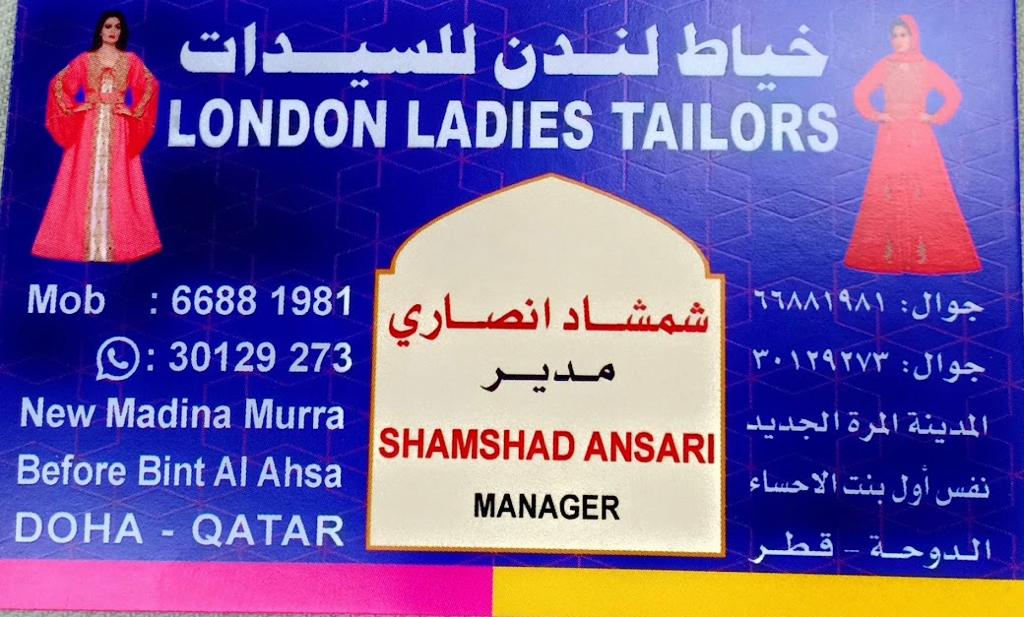 خياط لندن للسيدات
LONDON LADIES TAILORS
Mob : 6688 1981
: 30129 273
New Madina Murra
Before Bint Al Ahsa
DOHA - QATAR
شمشاد انصاري
مدير
SHAMSHAD ANSARI
MANAGER
جوال: ٦٦٨٨١٩٨١
جوال: ٣٠١٢٩٢٧٣
المدينة المرة الجديد
نفس أول بنت الاحساء
الدوحة - قطر